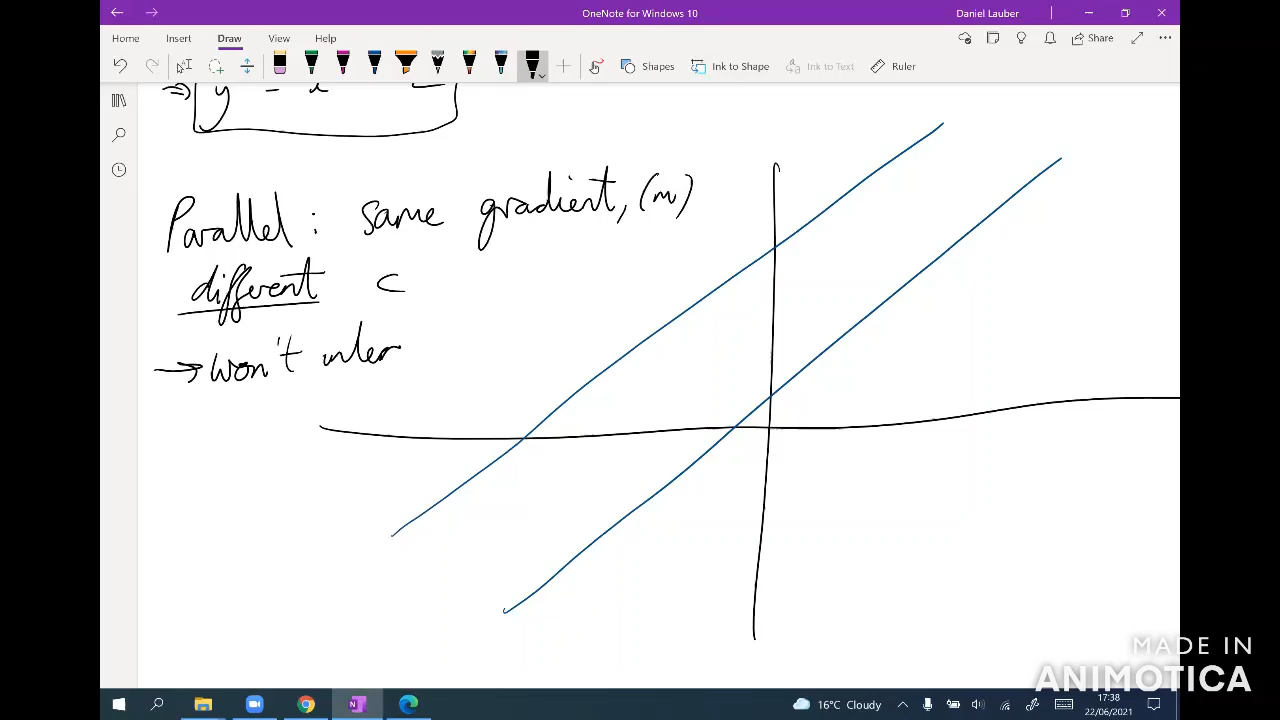 OneNote for Windows 10
Daniel Lauber
Home Insert Draw View Help
Share
Shapes Ink to Shape Ink to Text Ruler
Parallel : same gradient, (m)
different c
→ won't inter
MADE IN
ANIMOTICA
16°C Cloudy
17:38
22/06/2021